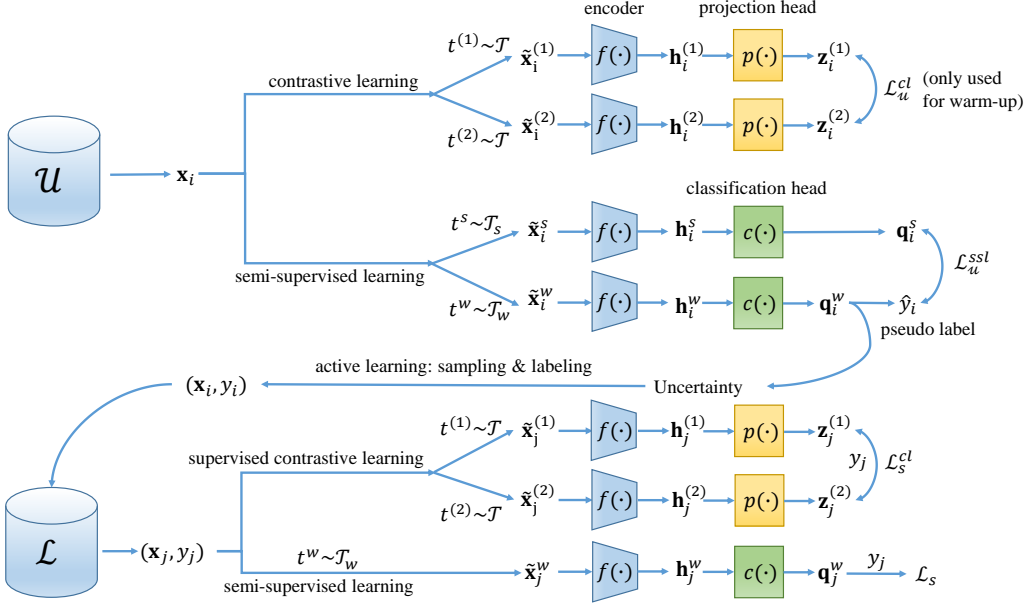 encoder
projection head
t^(1)~𝒯
x̃_i^(1)
f(·)
h_i^(1)
p(·)
z_i^(1)
contrastive learning
ℒ_u^cl (only used
for warm-up)
t^(2)~𝒯
x̃_i^(2)
f(·)
h_i^(2)
p(·)
z_i^(2)
𝒰
x_i
classification head
t^s~𝒯_s
x̃_i^s
f(·)
h_i^s
c(·)
q_i^s
semi-supervised learning
ℒ_u^ssl
t^w~𝒯_w
x̃_i^w
f(·)
h_i^w
c(·)
q_i^w
ŷ_i
pseudo label
active learning: sampling & labeling
(x_i, y_i)
Uncertainty
t^(1)~𝒯
x̃_j^(1)
f(·)
h_j^(1)
p(·)
z_j^(1)
supervised contrastive learning
y_j
ℒ_s^cl
t^(2)~𝒯
x̃_j^(2)
f(·)
h_j^(2)
p(·)
z_j^(2)
ℒ
(x_j, y_j)
t^w~𝒯_w
x̃_j^w
f(·)
h_j^w
c(·)
q_j^w
y_j
ℒ_s
semi-supervised learning